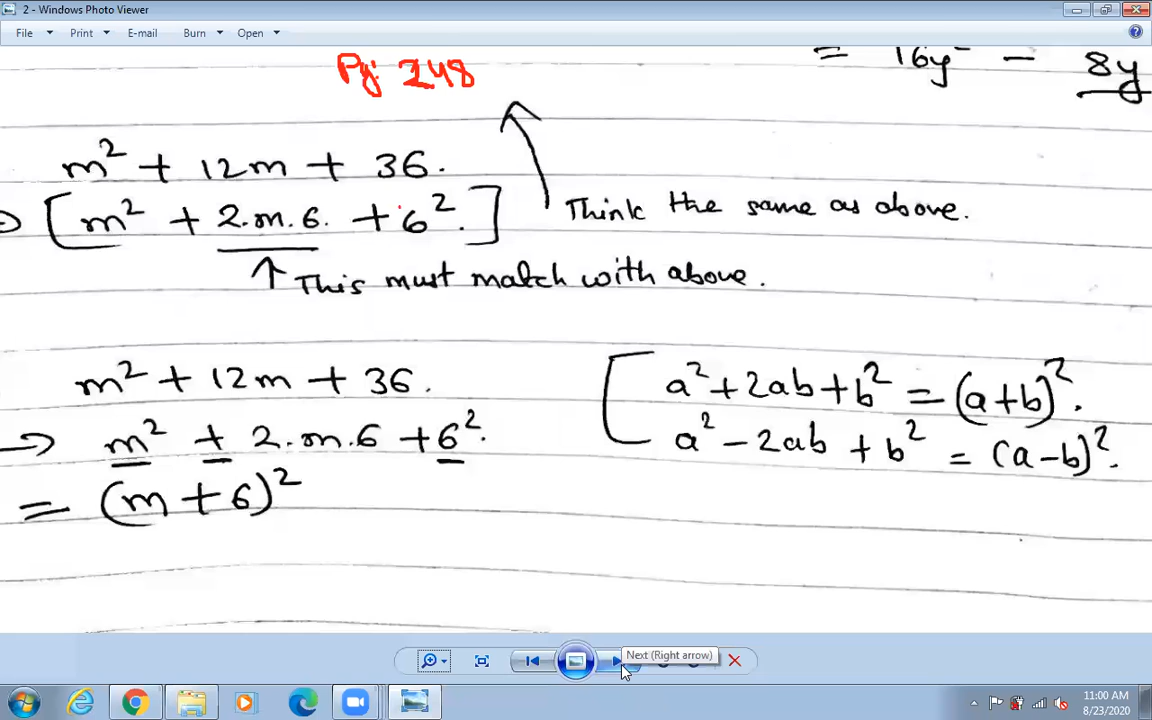 2 - Windows Photo Viewer
File Print E-mail Burn Open
Pg: 248
= 16y² - 8y
m² + 12m + 36.
[m² + 2.m.6. + 6².]
Think the same as above.
↑ This must match with above.
m² + 12m + 36.
→ m² + 2.m.6 + 6².
= (m + 6)²
[a² + 2ab + b² = (a+b)².
a² - 2ab + b² = (a-b)².
Next (Right arrow)
11:00 AM
8/23/2020